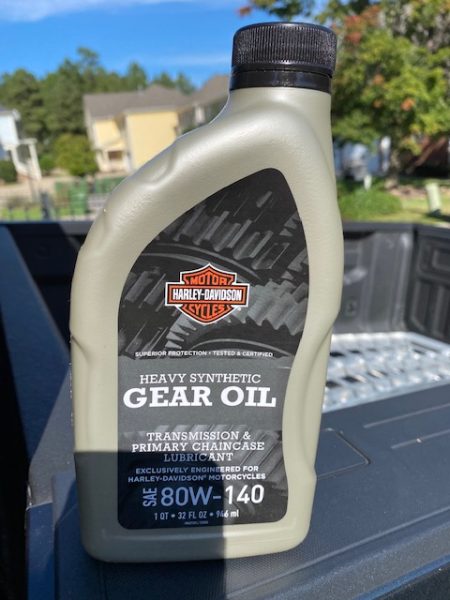 MOTOR
HARLEY-DAVIDSON
CYCLES
SUPERIOR PROTECTION • TESTED & CERTIFIED
HEAVY SYNTHETIC
GEAR OIL
TRANSMISSION &
PRIMARY CHAINCASE
LUBRICANT
EXCLUSIVELY ENGINEERED FOR
HARLEY-DAVIDSON® MOTORCYCLES
SAE 80W-140
1 QT • 32 FL OZ • 946 ml